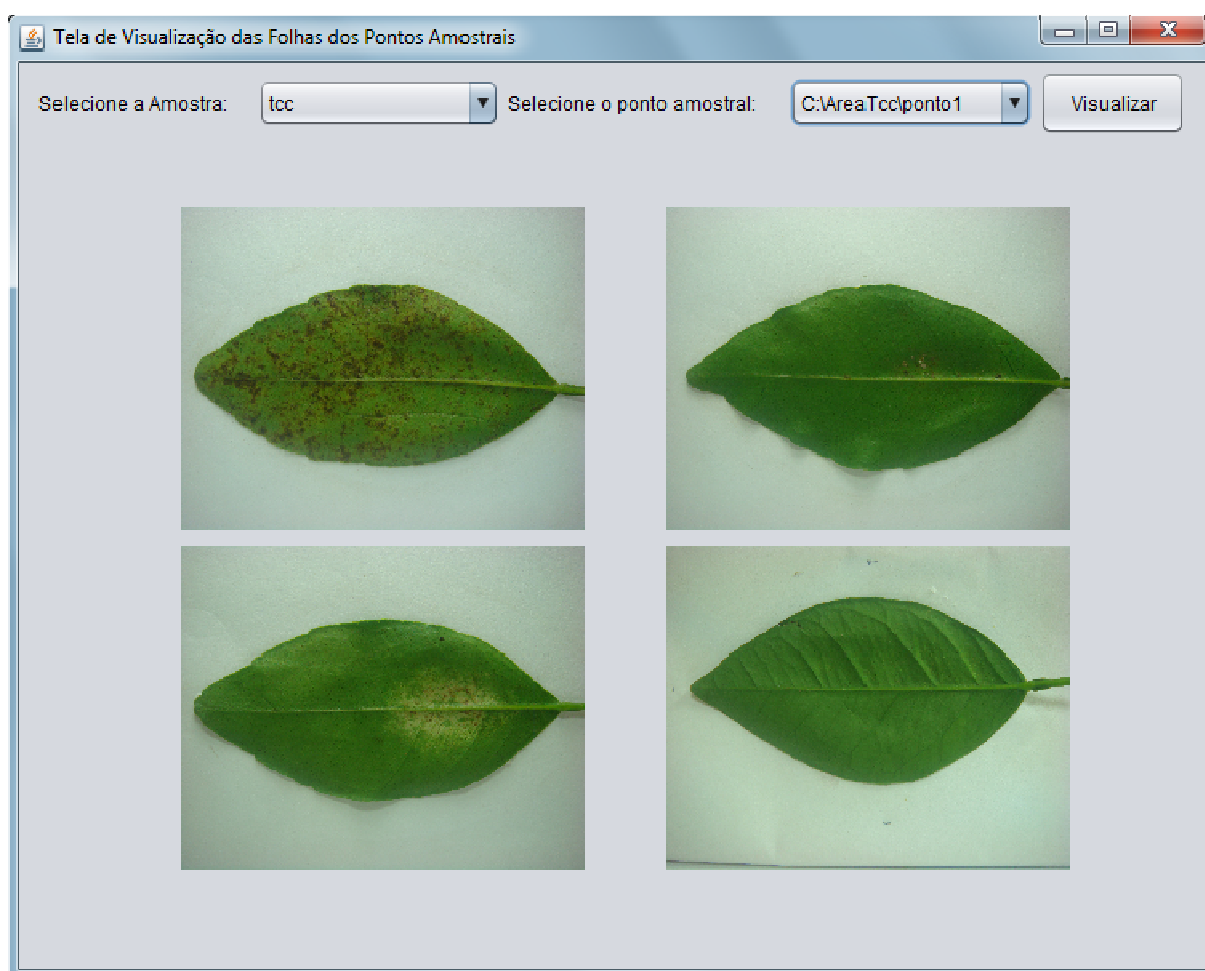 Tela de Visualização das Folhas dos Pontos Amostrais
Selecione a Amostra: tcc Selecione o ponto amostral: C:\Area.Tcc\ponto1 Visualizar